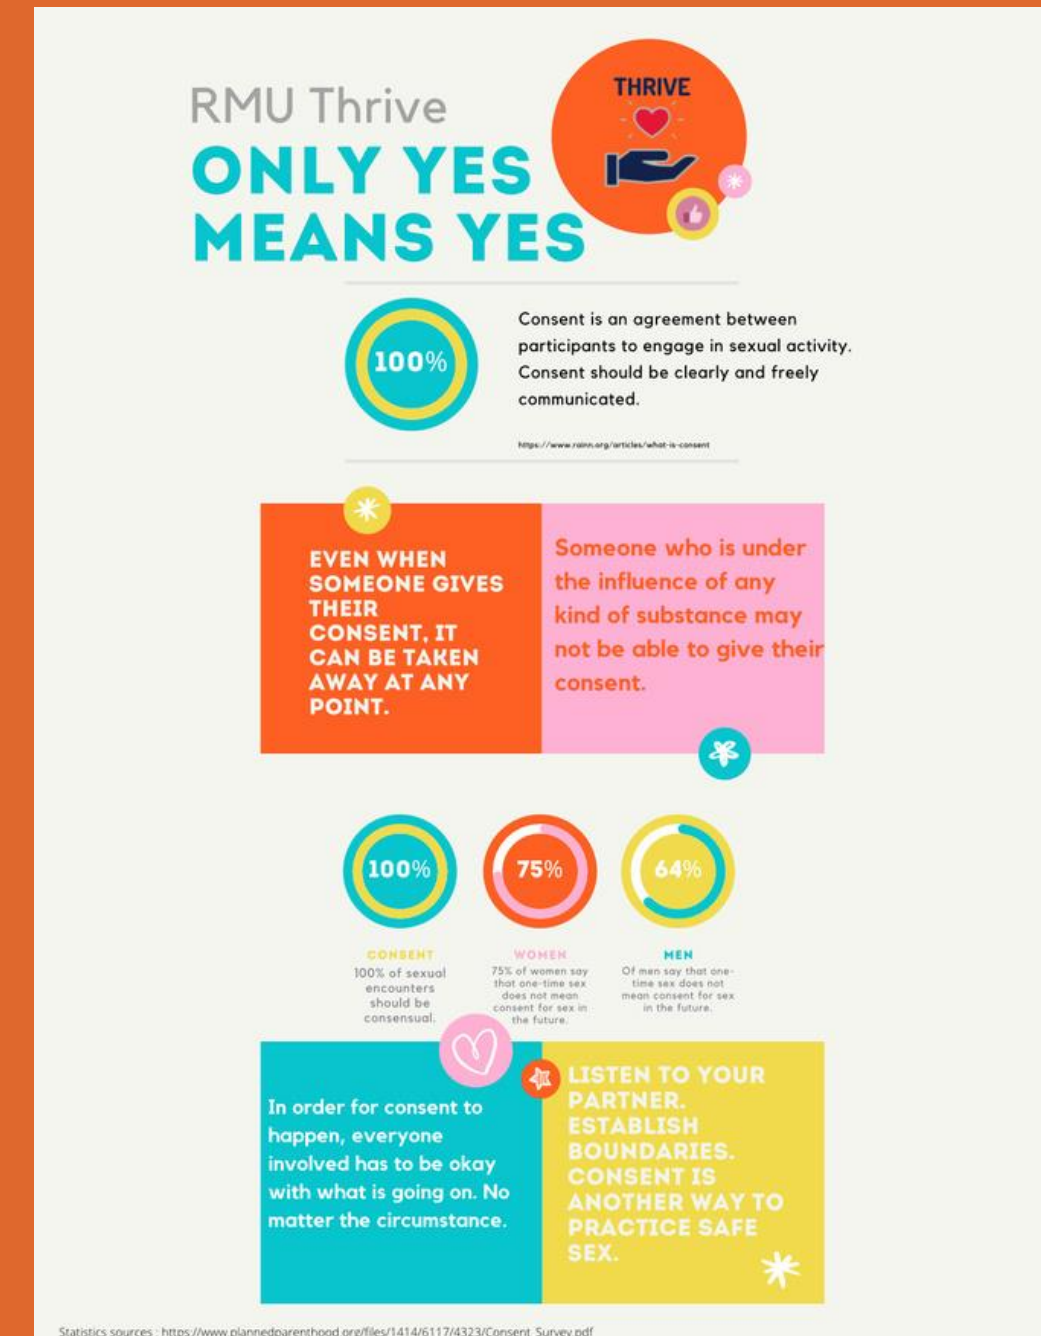 THRIVE
RMU Thrive
ONLY YES
MEANS YES
100%
Consent is an agreement between
participants to engage in sexual activity.
Consent should be clearly and freely
communicated.
https://www.rainn.org/articles/what-is-consent
EVEN WHEN
SOMEONE GIVES
THEIR
CONSENT, IT
CAN BE TAKEN
AWAY AT ANY
POINT.
Someone who is under
the influence of any
kind of substance may
not be able to give their
consent.
100%
75%
64%
CONSENT
100% of sexual
encounters
should be
consensual.
WOMEN
75% of women say
that one-time sex
does not mean
consent for sex in
the future.
MEN
Of men say that one-
time sex does not
mean consent for sex
in the future.
In order for consent to
happen, everyone
involved has to be okay
with what is going on. No
matter the circumstance.
LISTEN TO YOUR
PARTNER.
ESTABLISH
BOUNDARIES.
CONSENT IS
ANOTHER WAY TO
PRACTICE SAFE
SEX.
Statistics sources : https://www.plannedparenthood.org/files/1414/6117/4323/Consent_Survey.pdf